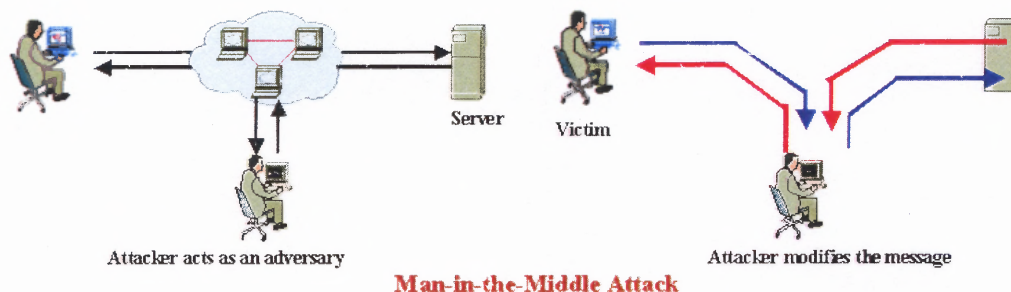 Server
Victim
Attacker acts as an adversary
Attacker modifies the message
Man-in-the-Middle Attack